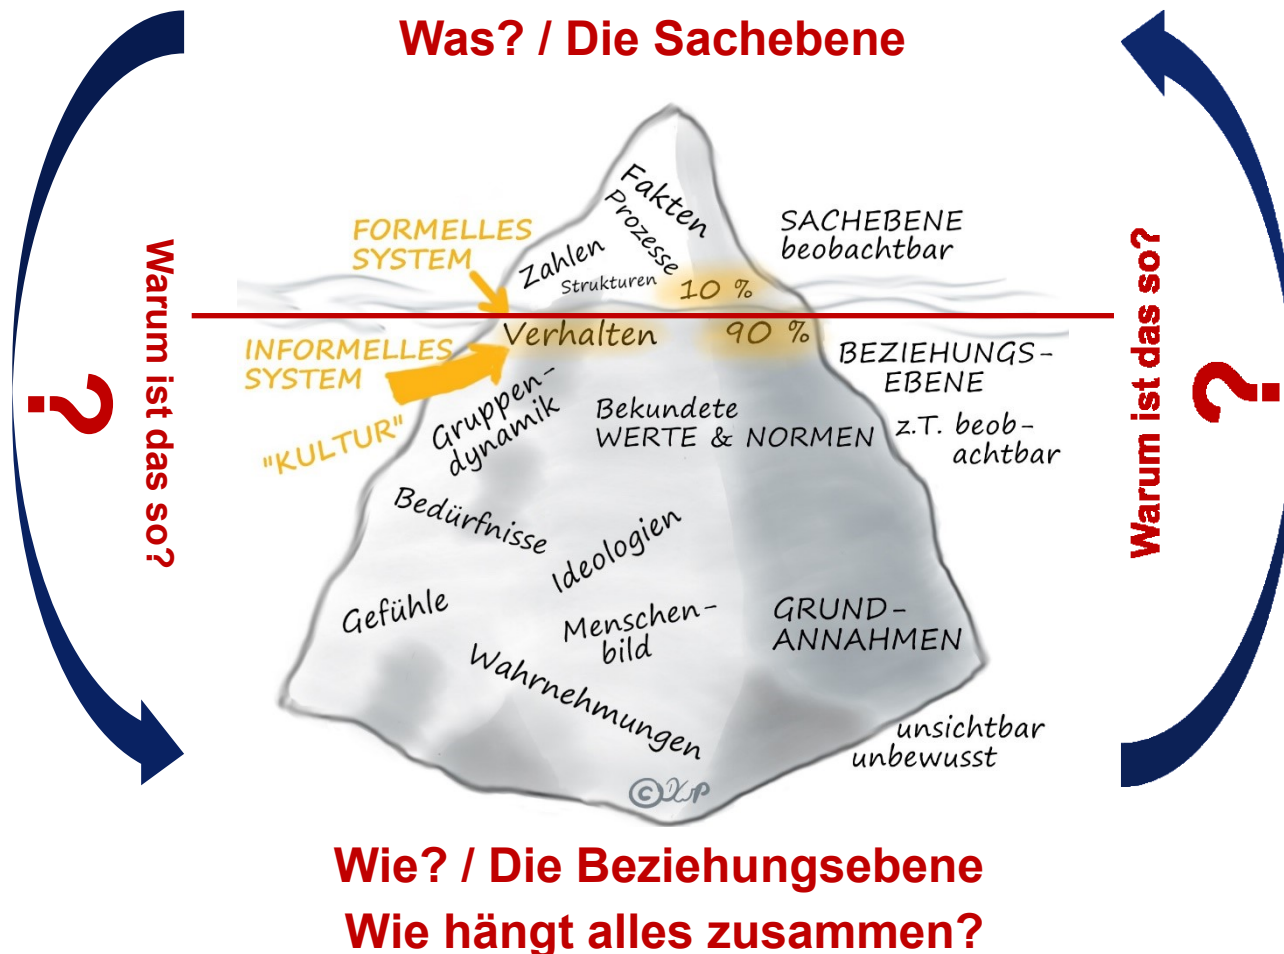 Was? / Die Sachebene
Fakten
Prozesse
Zahlen
Strukturen
10 %
FORMELLES
SYSTEM
SACHEBENE
beobachtbar
Warum ist das so?
?
Warum ist das so?
?
Verhalten
90 %
INFORMELLES
SYSTEM
"KULTUR"
BEZIEHUNGS-
EBENE
z.T. beob-
achtbar
Gruppen-
dynamik
Bekundete
WERTE & NORMEN
Bedürfnisse
Ideologien
Gefühle
Menschen-
bild
GRUND-
ANNAHMEN
Wahrnehmungen
unsichtbar
unbewusst
©
Wie? / Die Beziehungsebene
Wie hängt alles zusammen?